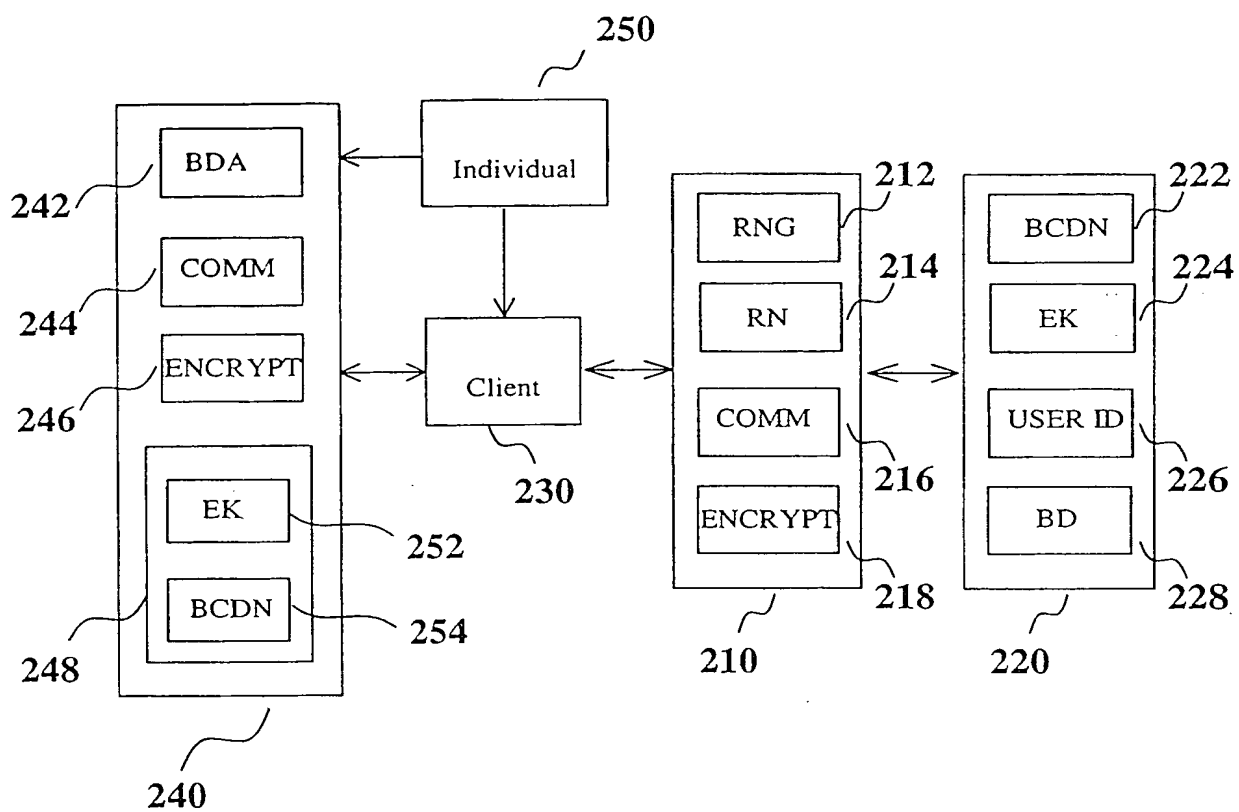 250
BDA
242
COMM
244
ENCRYPT
246
EK
252
BCDN
254
248
240
Individual
Client
230
RNG
212
RN
214
COMM
216
ENCRYPT
218
210
BCDN
222
EK
224
USER ID
226
BD
228
220